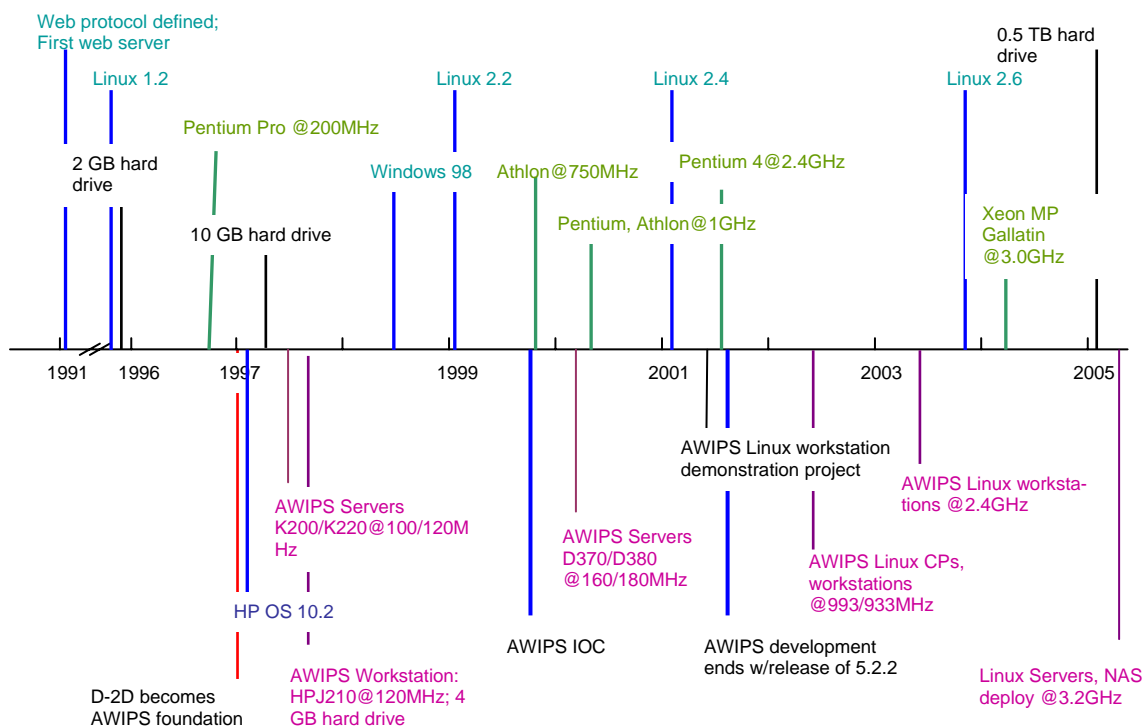 Web protocol defined;
First web server
0.5 TB hard
drive
Linux 1.2
Linux 2.2
Linux 2.4
Linux 2.6
Pentium Pro @200MHz
2 GB hard
drive
Windows 98
Athlon@750MHz
Pentium 4@2.4GHz
10 GB hard drive
Pentium, Athlon@1GHz
Xeon MP
Gallatin
@3.0GHz
1991
1996
1997
1999
2001
2003
2005
AWIPS Linux workstation
demonstration project
AWIPS Linux worksta-
tions @2.4GHz
AWIPS Servers
K200/K220@100/120M
Hz
AWIPS Servers
D370/D380
@160/180MHz
AWIPS Linux CPs,
workstations
@993/933MHz
HP OS 10.2
AWIPS IOC
AWIPS development
ends w/release of 5.2.2
D-2D becomes
AWIPS foundation
AWIPS Workstation:
HPJ210@120MHz; 4
GB hard drive
Linux Servers, NAS
deploy @3.2GHz